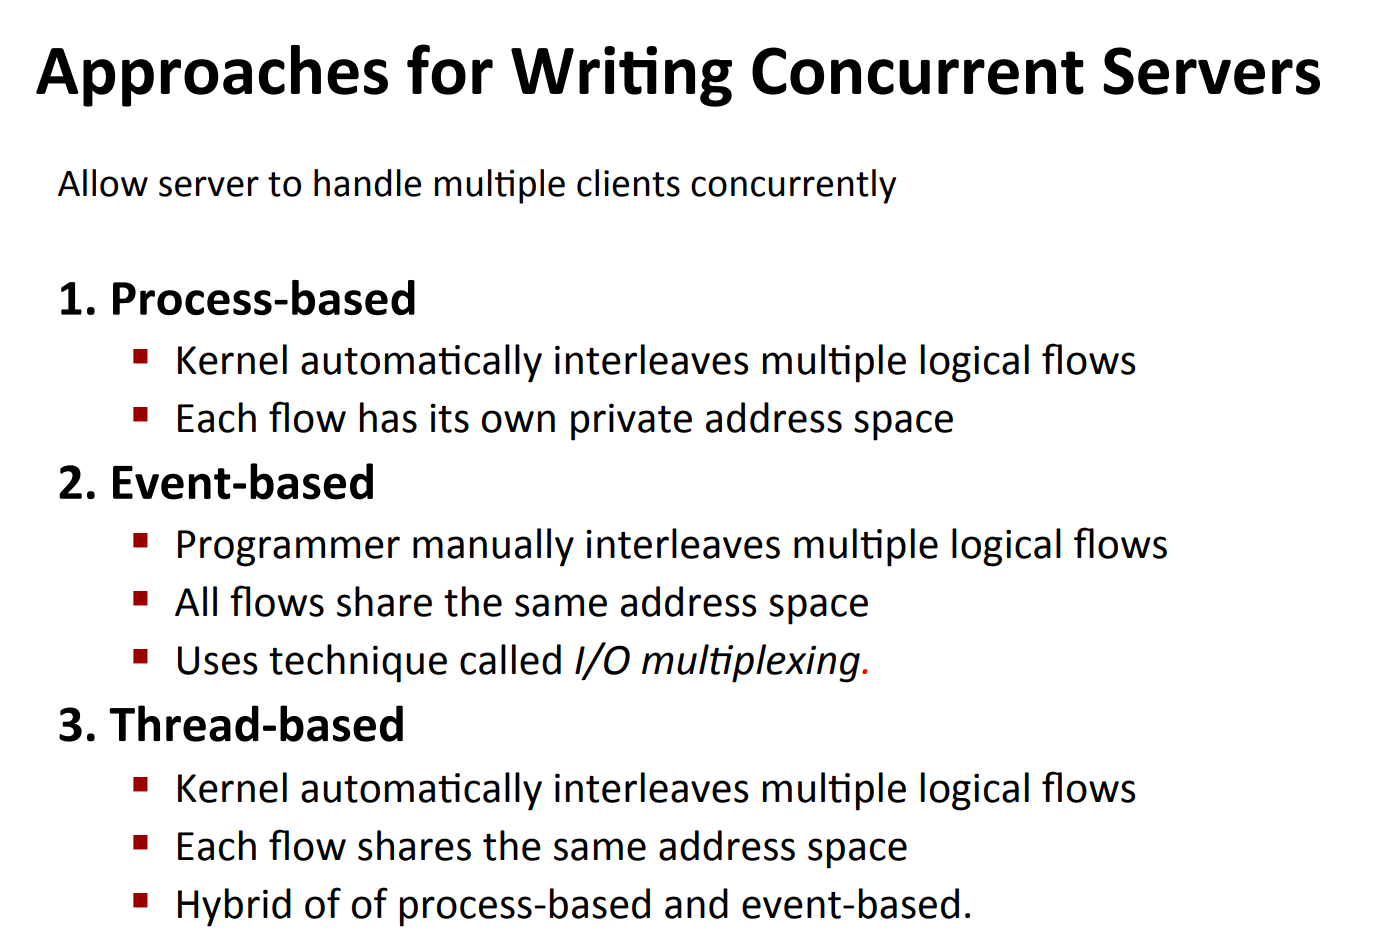 Approaches for Writing Concurrent Servers
Allow server to handle multiple clients concurrently
1. Process-based
▪ Kernel automatically interleaves multiple logical flows
▪ Each flow has its own private address space
2. Event-based
▪ Programmer manually interleaves multiple logical flows
▪ All flows share the same address space
▪ Uses technique called I/O multiplexing.
3. Thread-based
▪ Kernel automatically interleaves multiple logical flows
▪ Each flow shares the same address space
▪ Hybrid of of process-based and event-based.